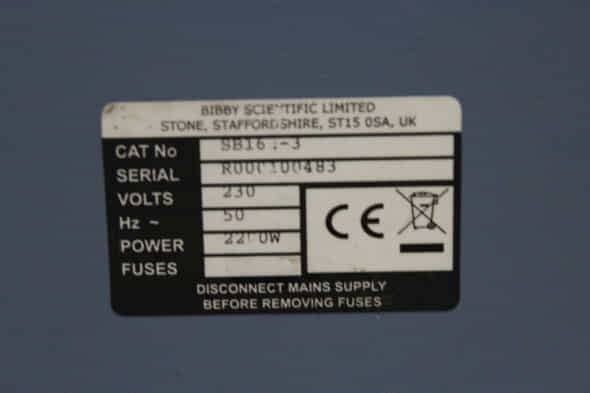 BIBBY SCIENTIFIC LIMITED
STONE, STAFFORDSHIRE, ST15 0SA, UK
CAT No
SERIAL
VOLTS 230
Hz ~ 50
POWER
FUSES
CE
DISCONNECT MAINS SUPPLY
BEFORE REMOVING FUSES